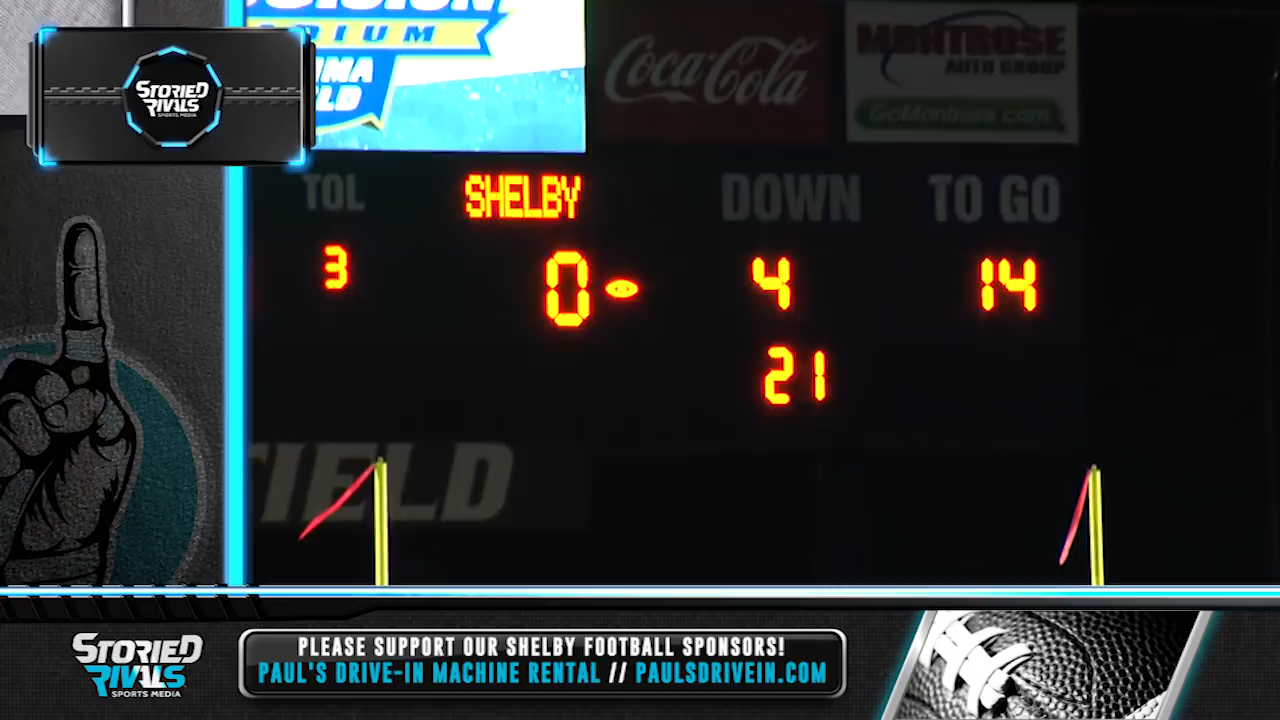 STORIED
RIVALS
SPORTS MEDIA
Coca-Cola
MONTROSE
AUTO GROUP
GoMontrose.com
TOL
SHELBY
DOWN
TO GO
3
0
4
14
21
FIELD
STORIED
RIVALS
SPORTS MEDIA
PLEASE SUPPORT OUR SHELBY FOOTBALL SPONSORS!
PAUL'S DRIVE-IN MACHINE RENTAL // PAULSDRIVEIN.COM